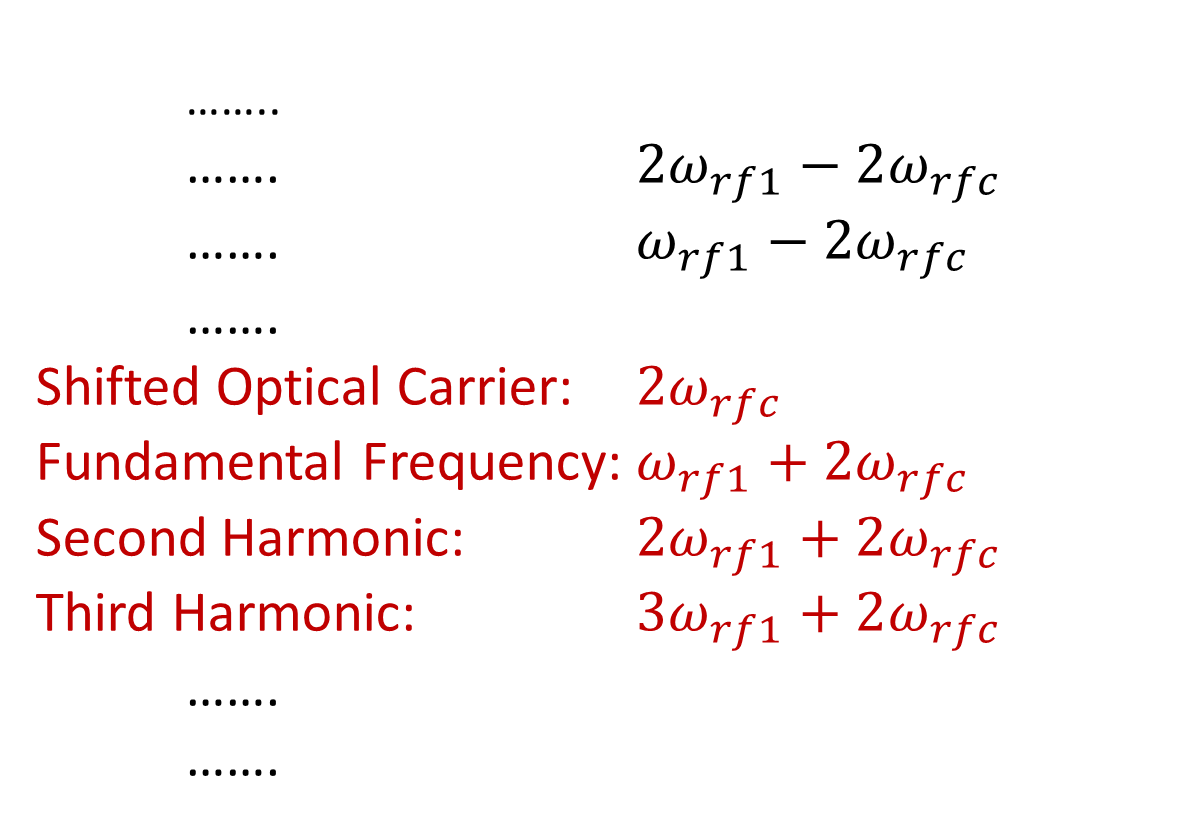 ……..
……. 2ω_{rf1} − 2ω_{rfc}
……. ω_{rf1} − 2ω_{rfc}
…….
Shifted Optical Carrier: 2ω_{rfc}
Fundamental Frequency: ω_{rf1} + 2ω_{rfc}
Second Harmonic: 2ω_{rf1} + 2ω_{rfc}
Third Harmonic: 3ω_{rf1} + 2ω_{rfc}
…….
…….